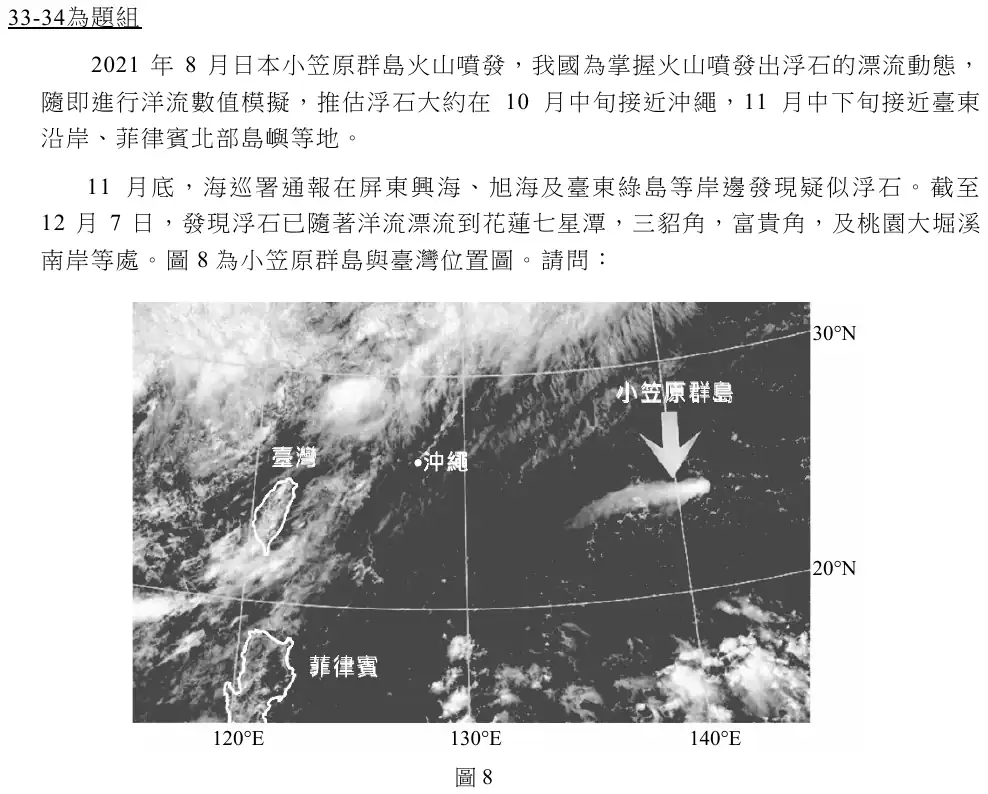 33-34為題組
2021 年 8 月日本小笠原群島火山噴發，我國為掌握火山噴發出浮石的漂流動態，
隨即進行洋流數值模擬，推估浮石大約在 10 月中旬接近沖繩，11 月中下旬接近臺東
沿岸、菲律賓北部島嶼等地。
11 月底，海巡署通報在屏東興海、旭海及臺東綠島等岸邊發現疑似浮石。截至
12 月 7 日，發現浮石已隨著洋流漂流到花蓮七星潭，三貂角，富貴角，及桃園大堀溪
南岸等處。圖 8 為小笠原群島與臺灣位置圖。請問：
30°N
小笠原群島
臺灣
•沖繩
20°N
菲律賓
120°E 130°E 140°E
圖 8